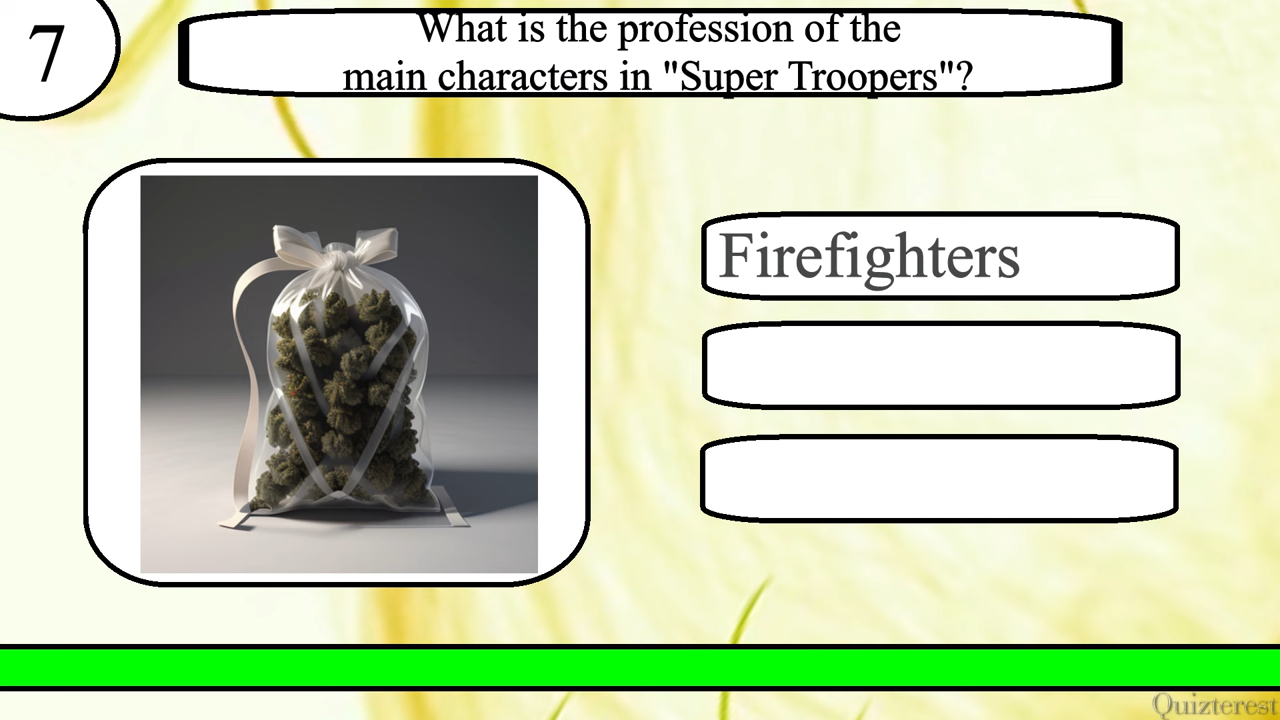 7
What is the profession of the
main characters in "Super Troopers"?
Firefighters
Quizterest